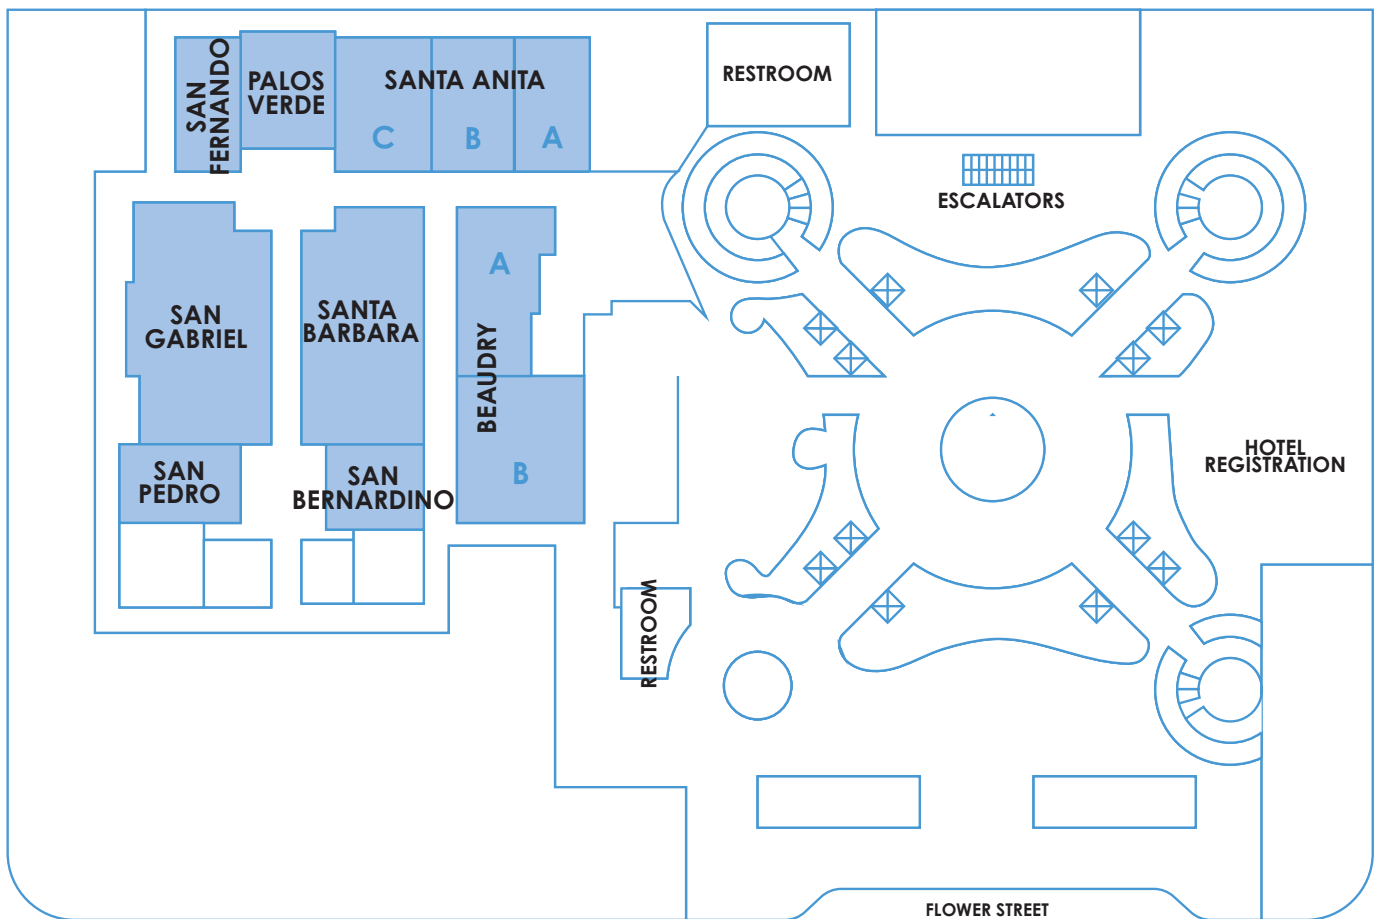 SAN
FERNANDO
PALOS
VERDE
SANTA ANITA
C
B
A
RESTROOM
ESCALATORS
SAN
GABRIEL
SANTA
BARBARA
A
BEAUDRY
B
SAN
PEDRO
SAN
BERNARDINO
HOTEL
REGISTRATION
RESTROOM
FLOWER STREET